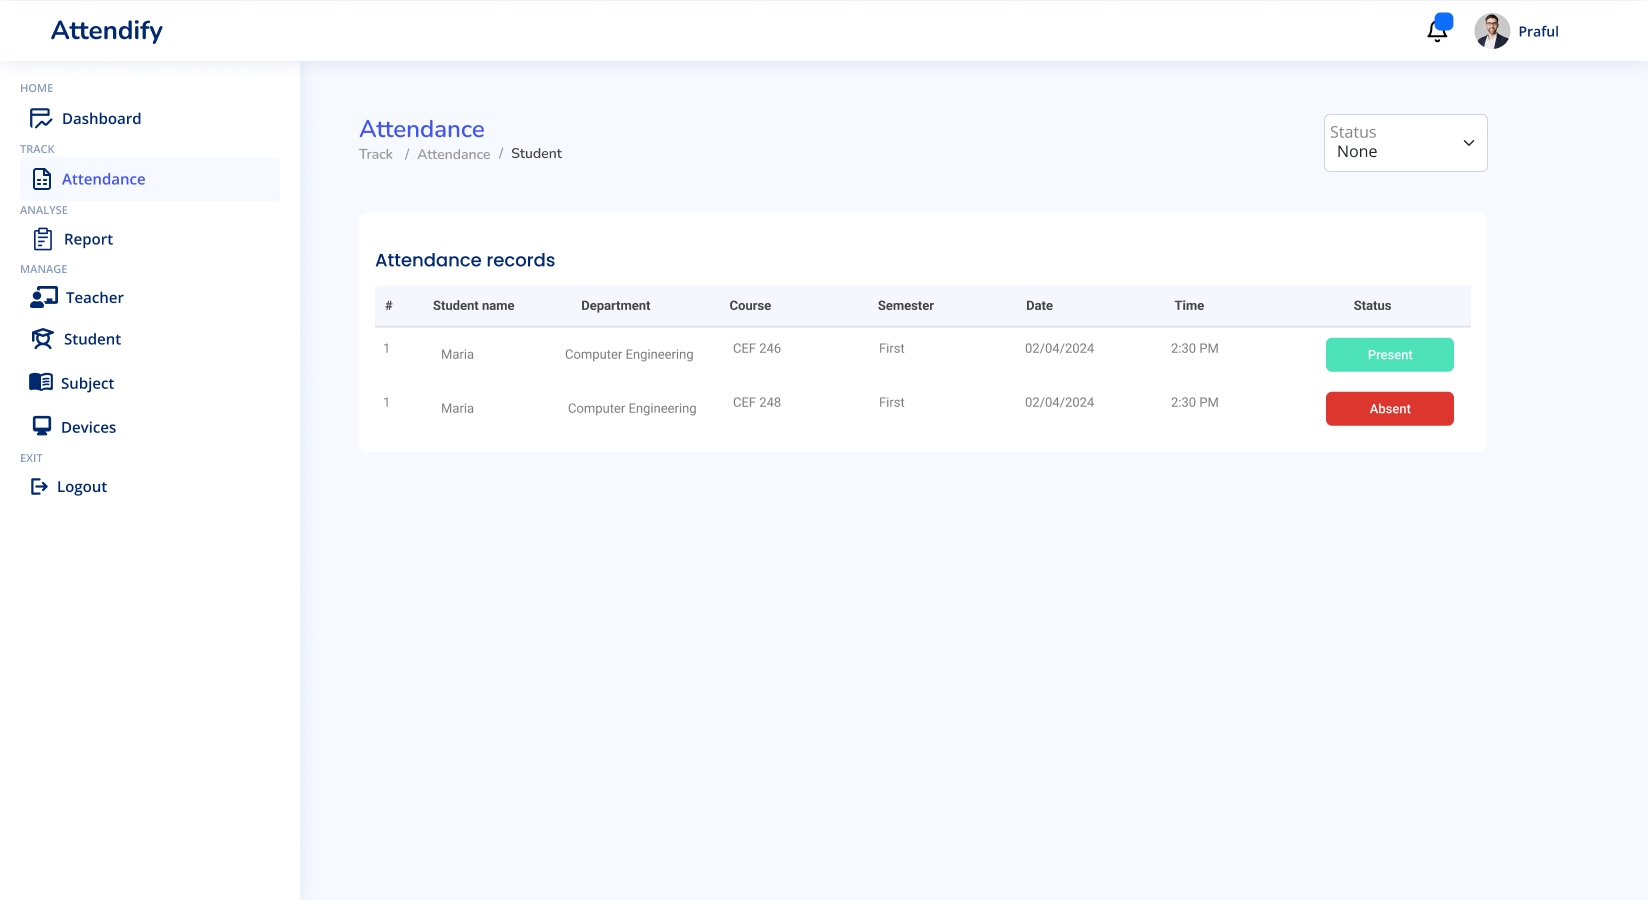 Attendify
Praful
HOME
Dashboard
TRACK
Attendance
ANALYSE
Report
MANAGE
Teacher
Student
Subject
Devices
EXIT
Logout
Attendance
Track / Attendance / Student
Status
None
Attendance records
# Student name Department Course Semester Date Time Status
1 Maria Computer Engineering CEF 246 First 02/04/2024 2:30 PM Present
1 Maria Computer Engineering CEF 248 First 02/04/2024 2:30 PM Absent